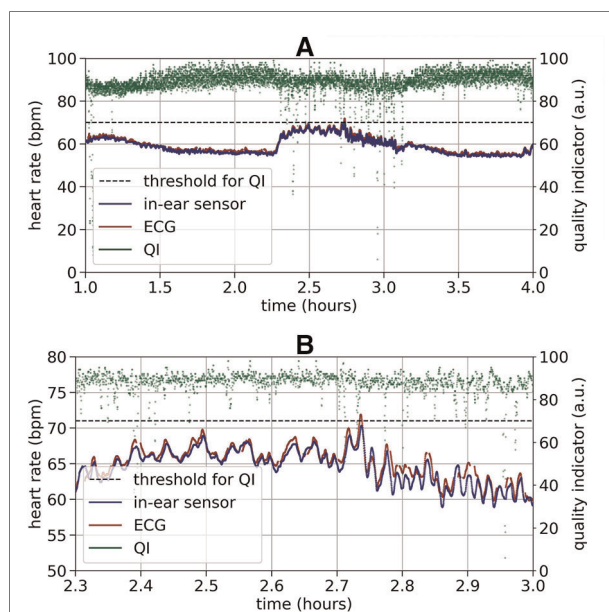 A
100
80
60
40
20
0
heart rate (bpm)
100
80
60
40
20
0
quality indicator (a.u.)
threshold for QI
in-ear sensor
ECG
QI
1.0 1.5 2.0 2.5 3.0 3.5 4.0
time (hours)
B
80
75
70
65
60
55
50
heart rate (bpm)
100
80
60
40
20
0
quality indicator (a.u.)
threshold for QI
in-ear sensor
ECG
QI
2.3 2.4 2.5 2.6 2.7 2.8 2.9 3.0
time (hours)